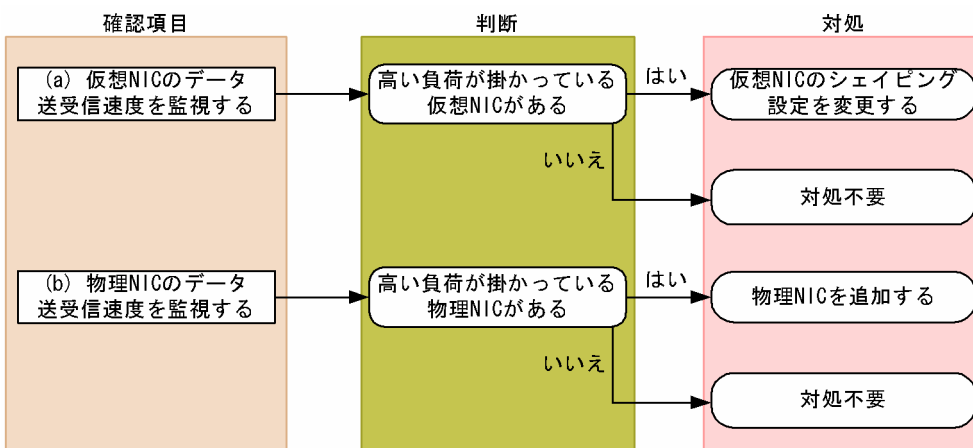 確認項目
判断
対処
(a) 仮想NICのデータ
送受信速度を監視する
高い負荷が掛かっている
仮想NICがある
はい
仮想NICのシェイピング
設定を変更する
いいえ
対処不要
(b) 物理NICのデータ
送受信速度を監視する
高い負荷が掛かっている
物理NICがある
はい
物理NICを追加する
いいえ
対処不要